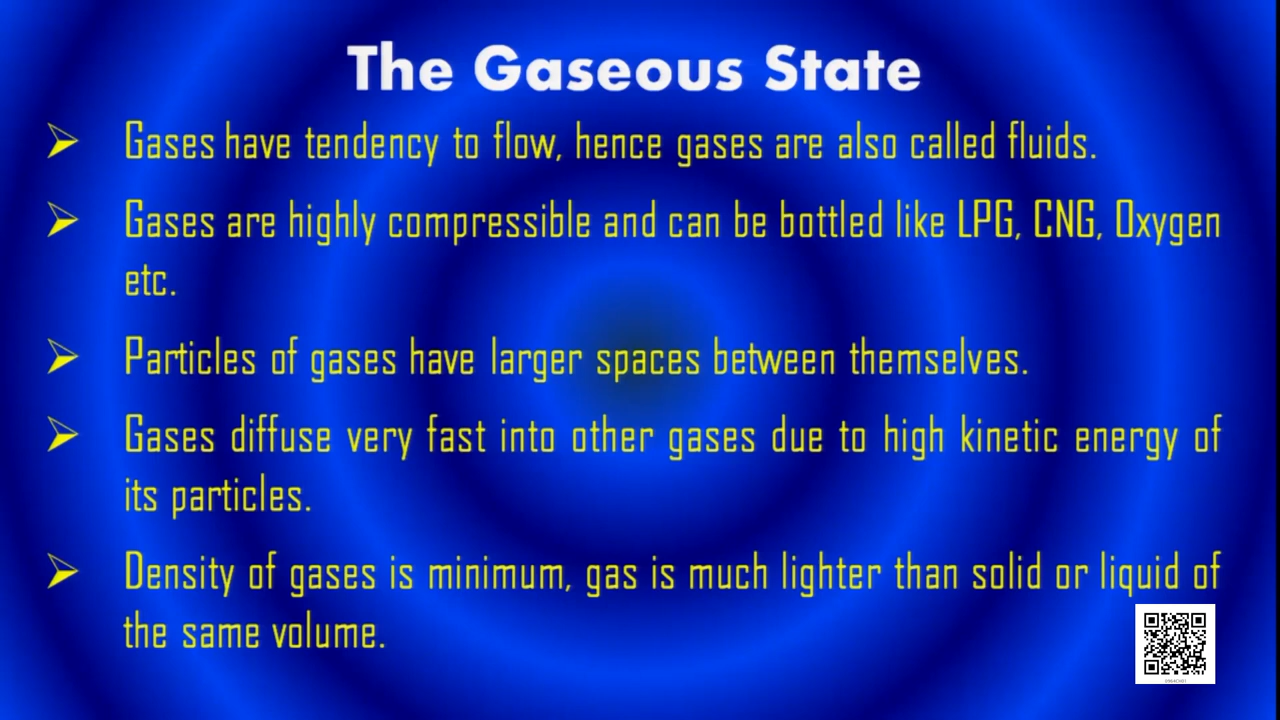 The Gaseous State
Gases have tendency to flow, hence gases are also called fluids.
Gases are highly compressible and can be bottled like LPG, CNG, Oxygen
etc.
Particles of gases have larger spaces between themselves.
Gases diffuse very fast into other gases due to high kinetic energy of
its particles.
Density of gases is minimum, gas is much lighter than solid or liquid of
the same volume.